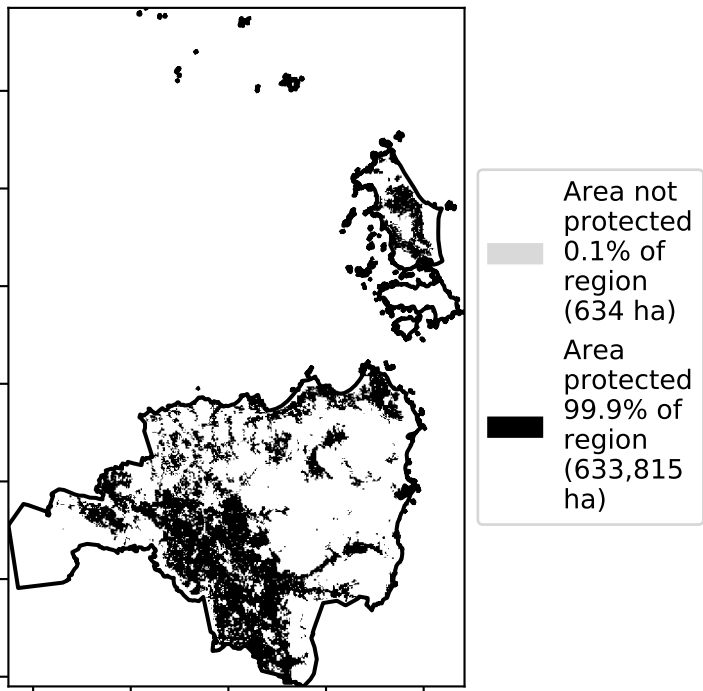 Area not
protected
0.1% of
region
(634 ha)
Area
protected
99.9% of
region
(633,815
ha)